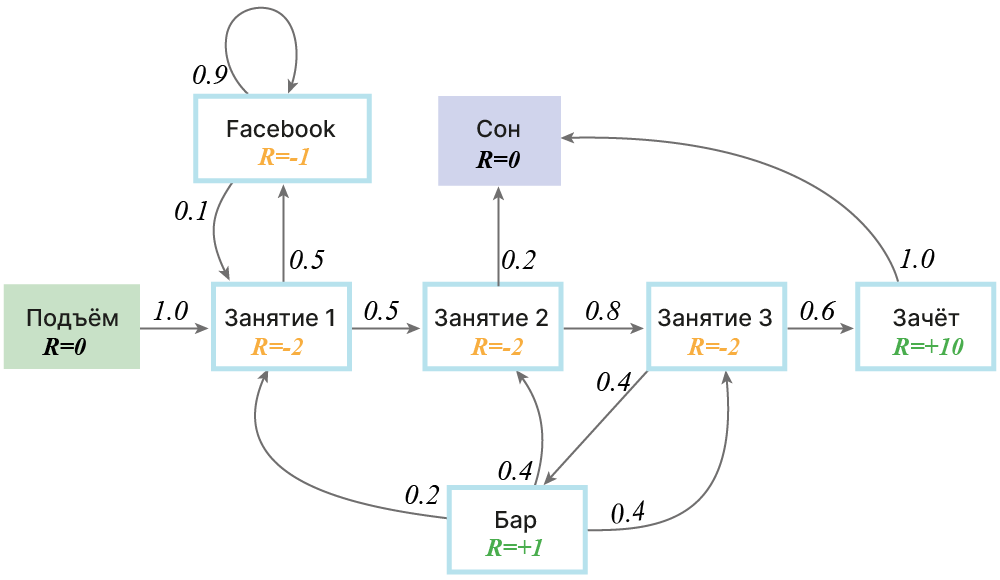 0.9
Facebook
R=-1
Сон
R=0
0.1
0.5
0.2
1.0
Подъём
R=0
1.0
Занятие 1
R=-2
0.5
Занятие 2
R=-2
0.8
Занятие 3
R=-2
0.6
Зачёт
R=+10
0.4
0.4
0.2
0.4
Бар
R=+1